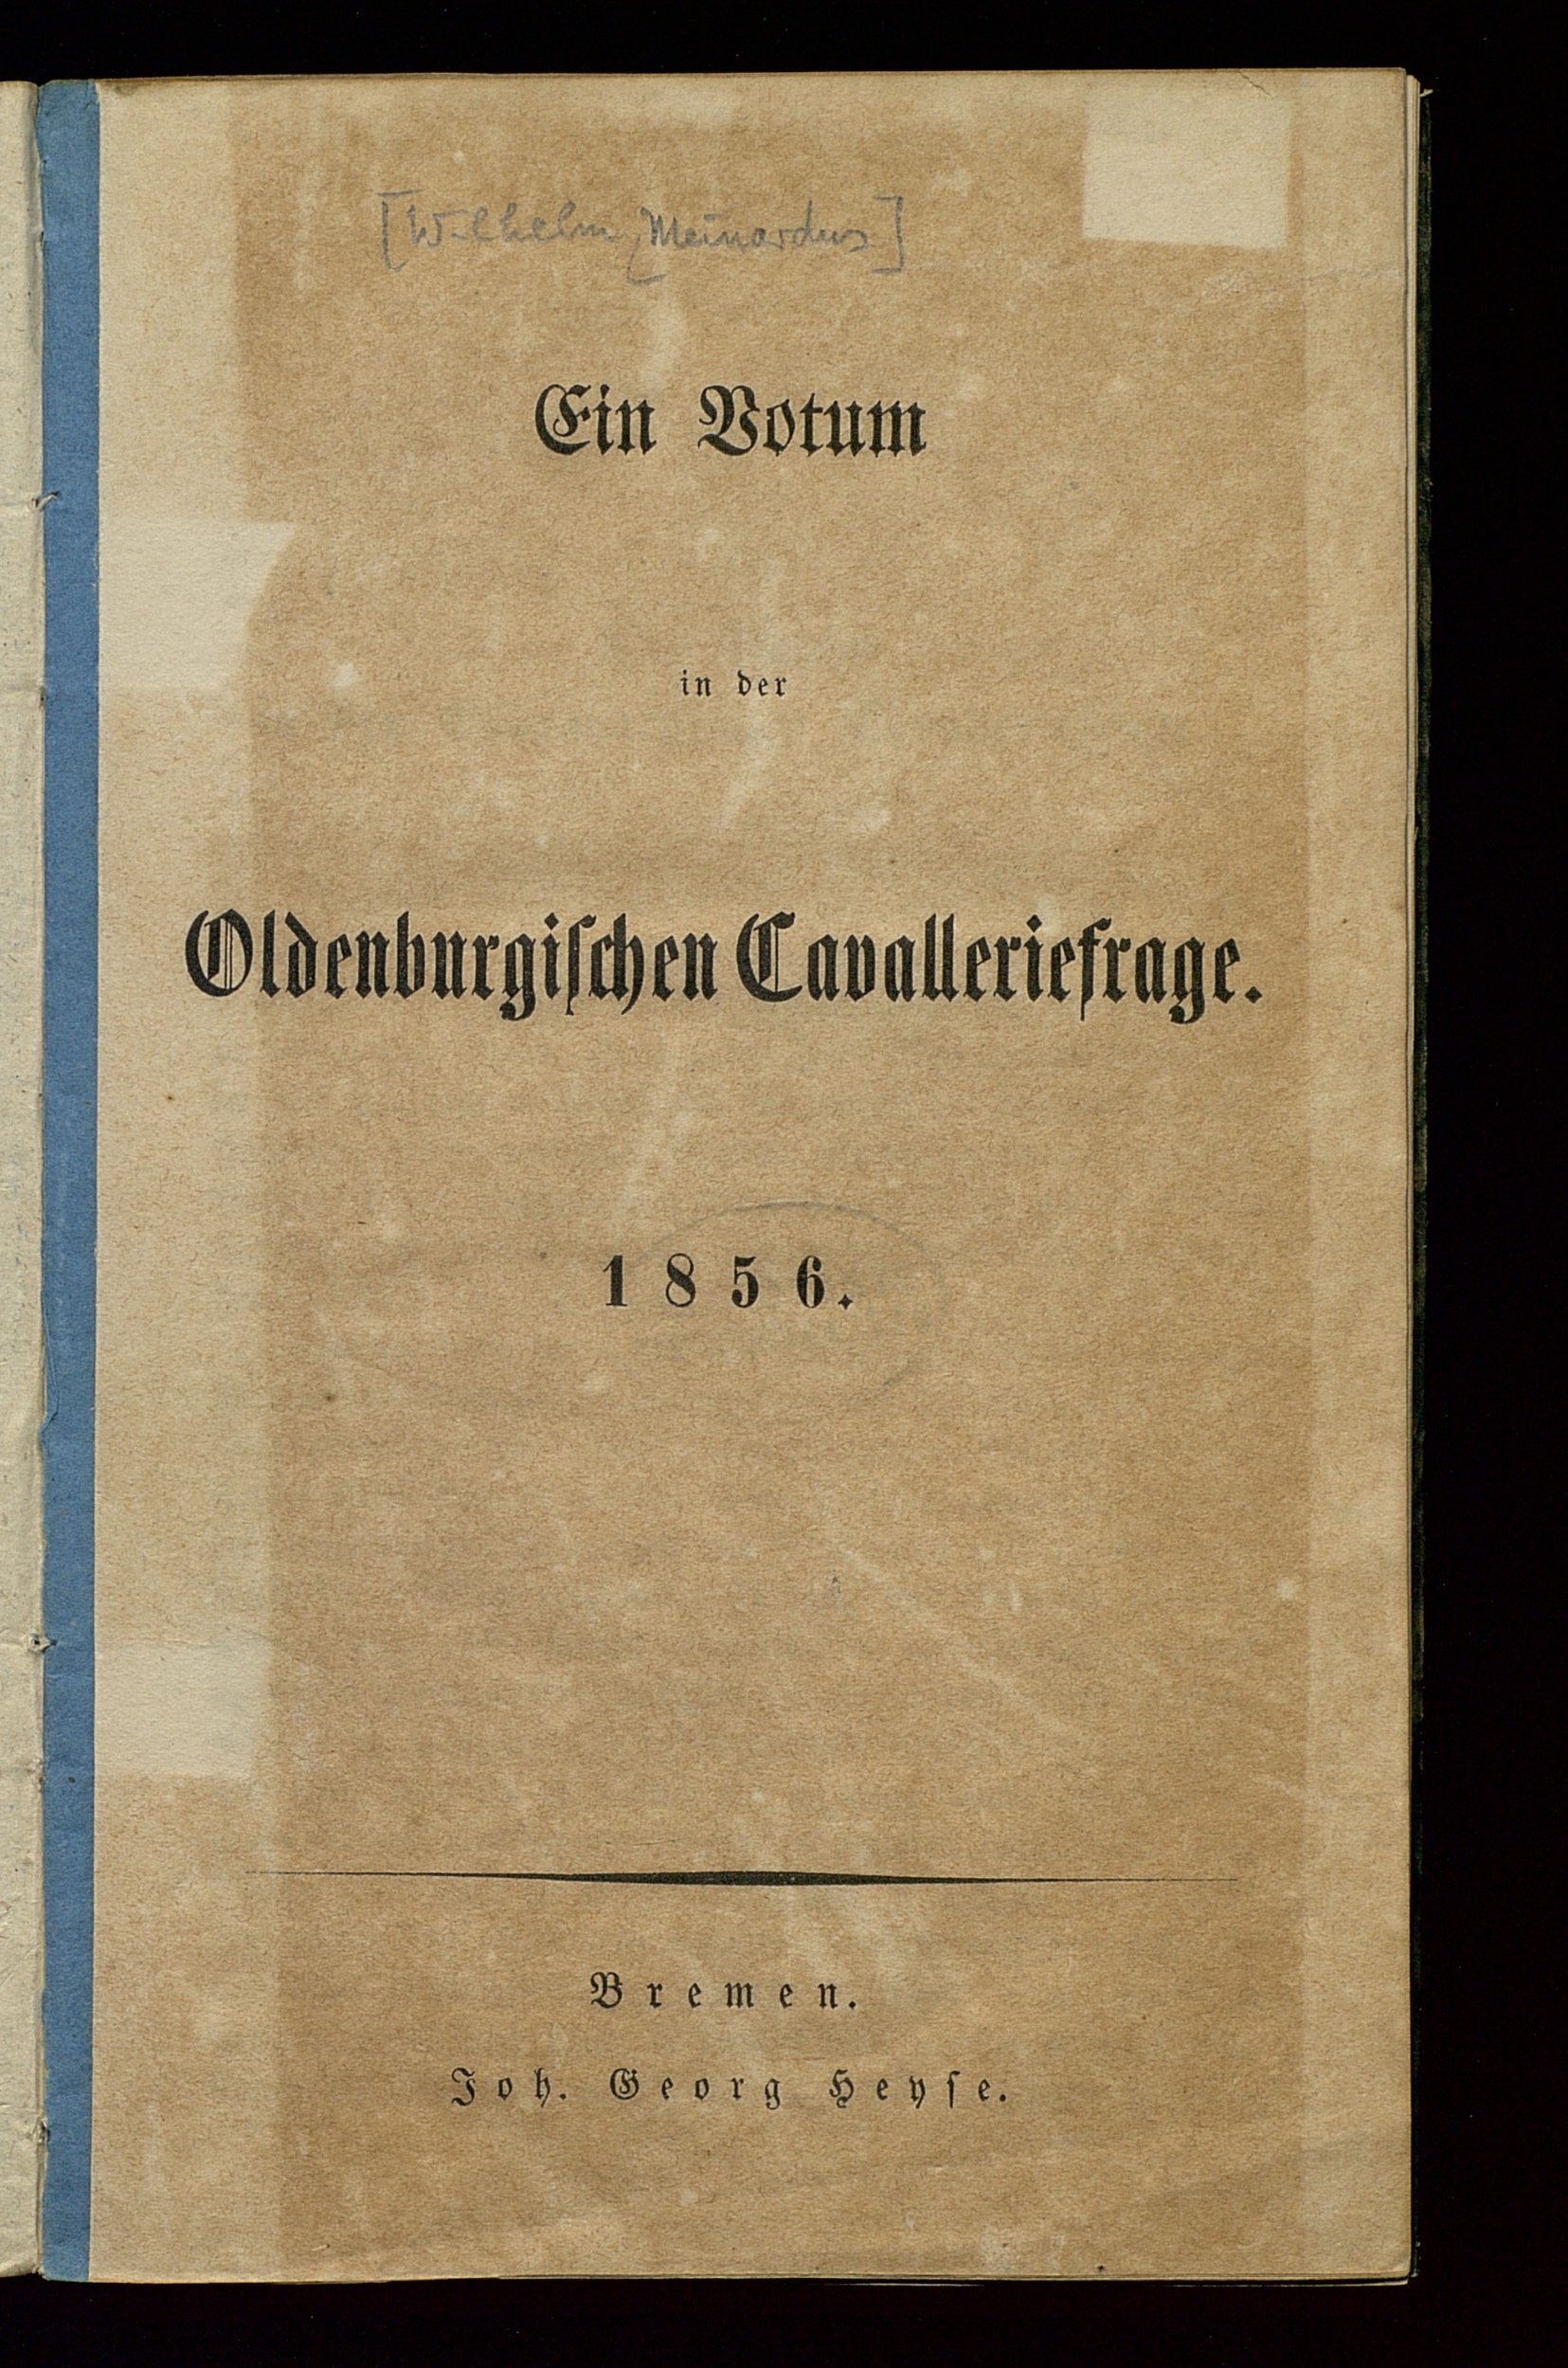 [Wilhelm Meinardus]
Ein Votum
in der
Oldenburgiſchen Cavalleriefrage.
1856.
Bremen.
Joh. Georg Heyſe.